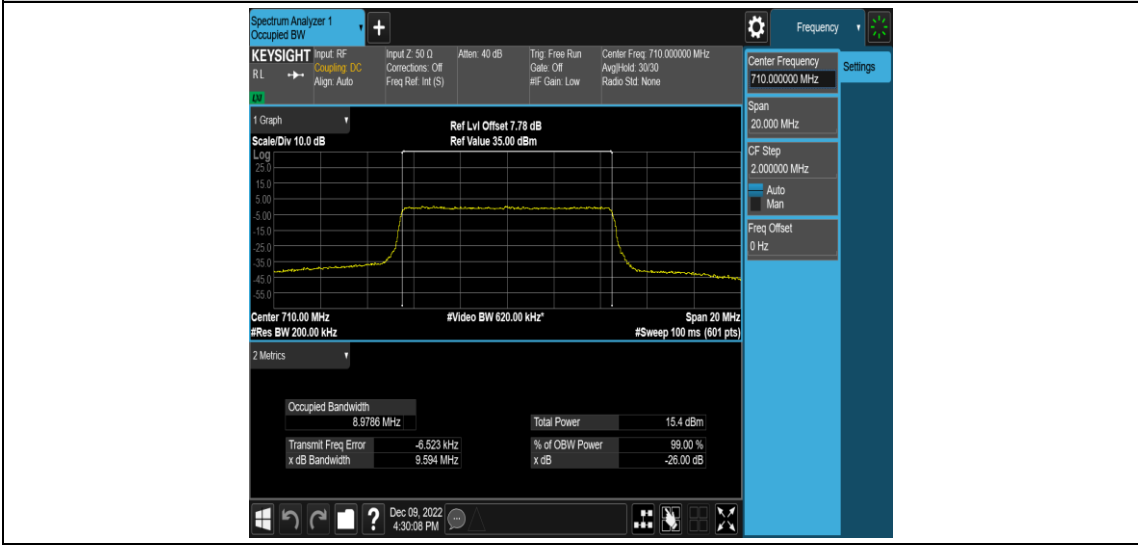 Spectrum Analyzer 1
Occupied BW
+
Frequency
KEYSIGHT
RL
LM
Input: RF
Coupling: DC
Align: Auto
Input Z: 50 Ω
Corrections: Off
Freq Ref: Int (S)
Atten: 40 dB
Trig: Free Run
Gate: Off
#IF Gain: Low
Center Freq: 710.000000 MHz
Avg|Hold: 30/30
Radio Std: None
Center Frequency
710.000000 MHz
Settings
Span
20.000 MHz
CF Step
2.000000 MHz
Auto
Man
Freq Offset
0 Hz
1 Graph
Scale/Div 10.0 dB
Ref Lvl Offset 7.78 dB
Ref Value 35.00 dBm
Log
25.0
15.0
5.00
-5.00
-15.0
-25.0
-35.0
-45.0
-55.0
Center 710.00 MHz
#Video BW 620.00 kHz*
Span 20 MHz
#Res BW 200.00 kHz
#Sweep 100 ms (601 pts)
2 Metrics
Occupied Bandwidth
8.9786 MHz
Total Power 15.4 dBm
Transmit Freq Error -6.523 kHz
% of OBW Power 99.00 %
x dB Bandwidth 9.594 MHz
x dB -26.00 dB
?
Dec 09, 2022
4:30:08 PM